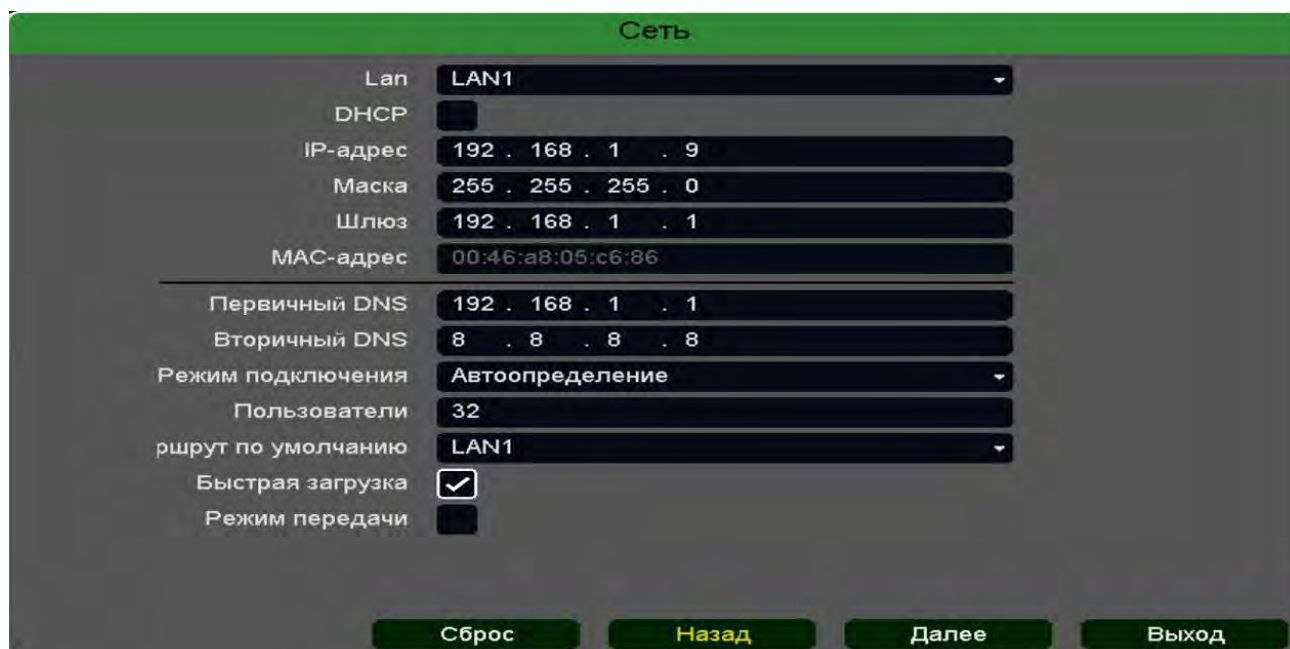 Сеть
Lan LAN1
DHCP
IP-адрес 192 . 168 . 1 . 9
Маска 255 . 255 . 255 . 0
Шлюз 192 . 168 . 1 . 1
MAC-адрес 00:46:a8:05:c6:86
Первичный DNS 192 . 168 . 1 . 1
Вторичный DNS 8 . 8 . 8 . 8
Режим подключения Автоопределение
Пользователи 32
ршрут по умолчанию LAN1
Быстрая загрузка
Режим передачи
Сброс Назад Далее Выход